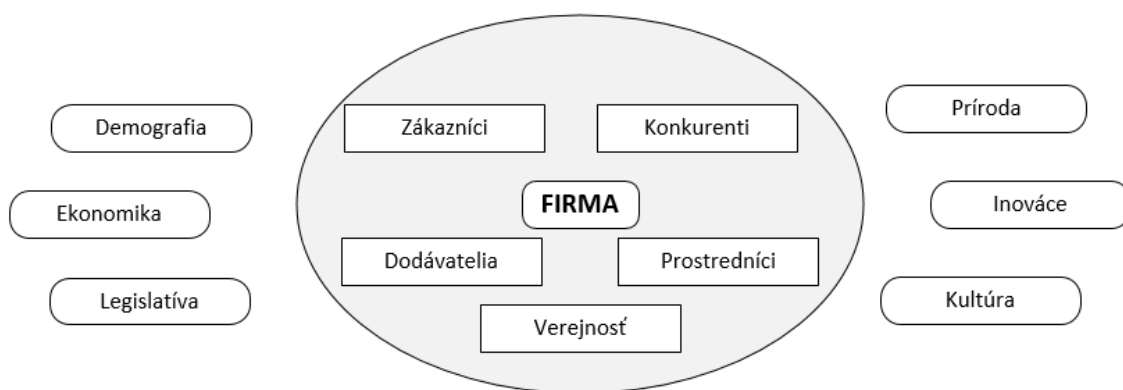 Demografia
Zákazníci
Konkurenti
Príroda
Ekonomika
FIRMA
Inováce
Legislatíva
Dodávatelia
Prostredníci
Kultúra
Verejnosť